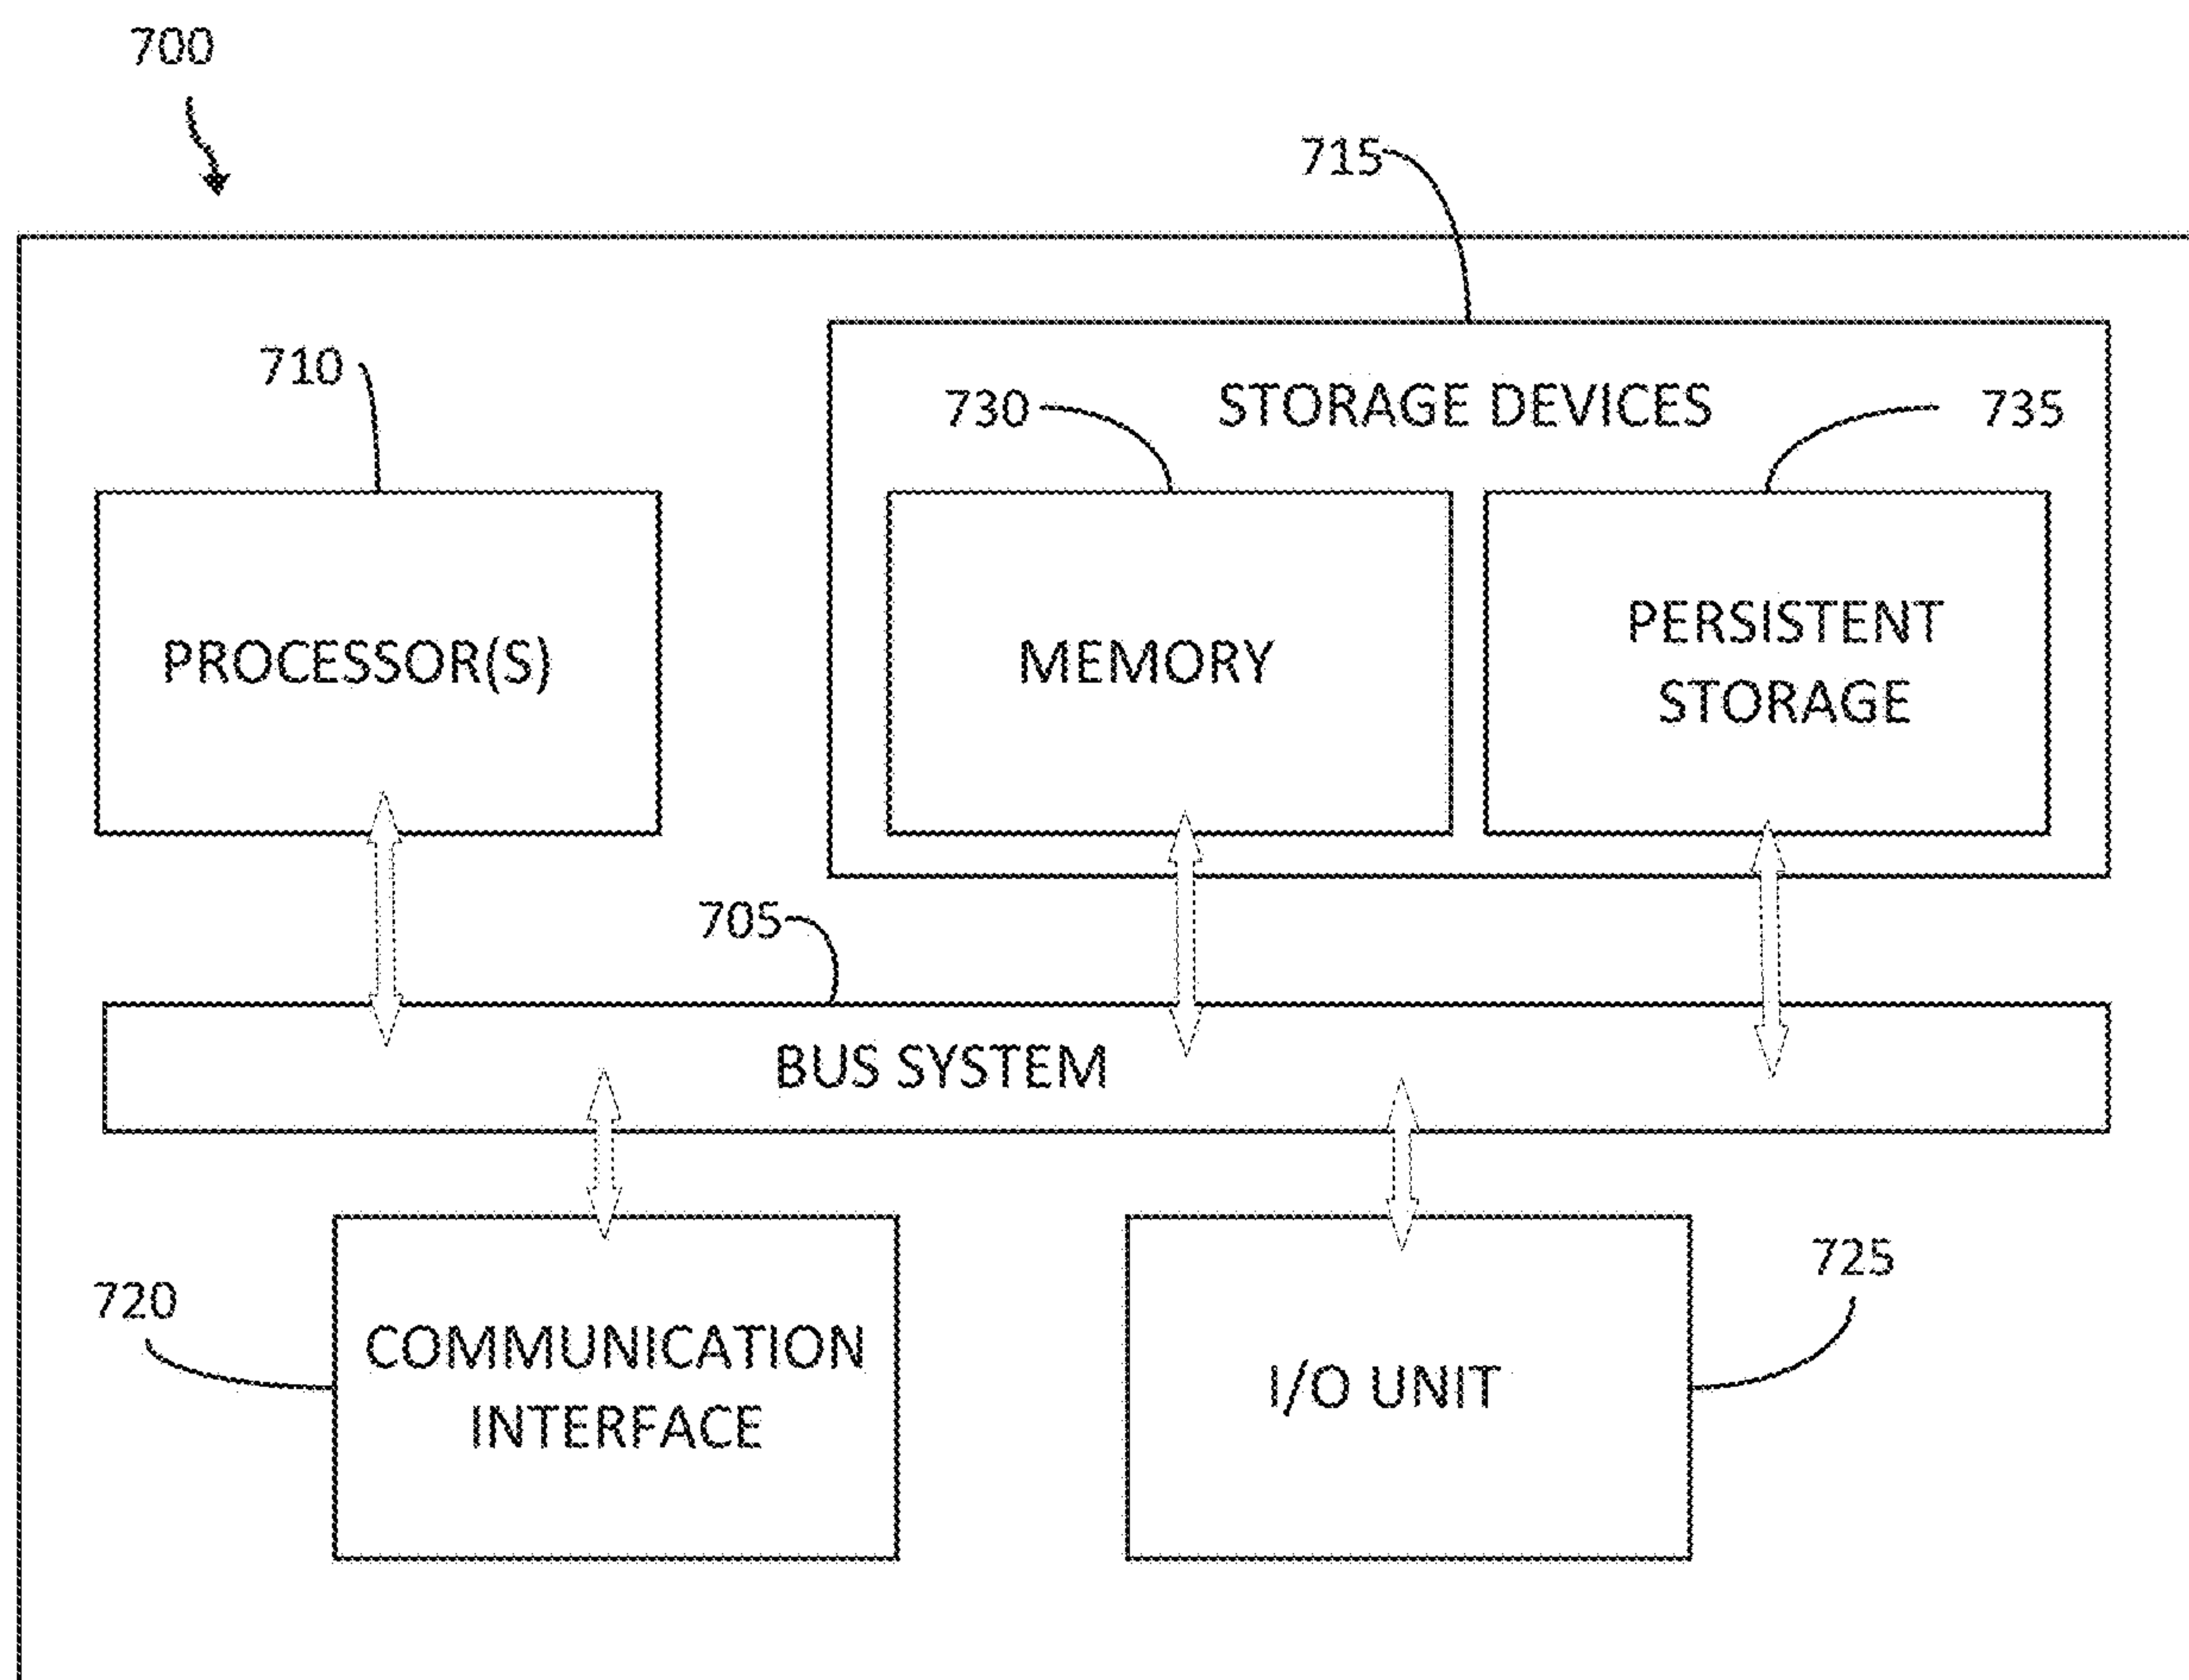 700
715
710
STORAGE DEVICES
730
735
PROCESSOR(S)
MEMORY
PERSISTENT
STORAGE
705
BUS SYSTEM
720
COMMUNICATION
INTERFACE
I/O UNIT
725